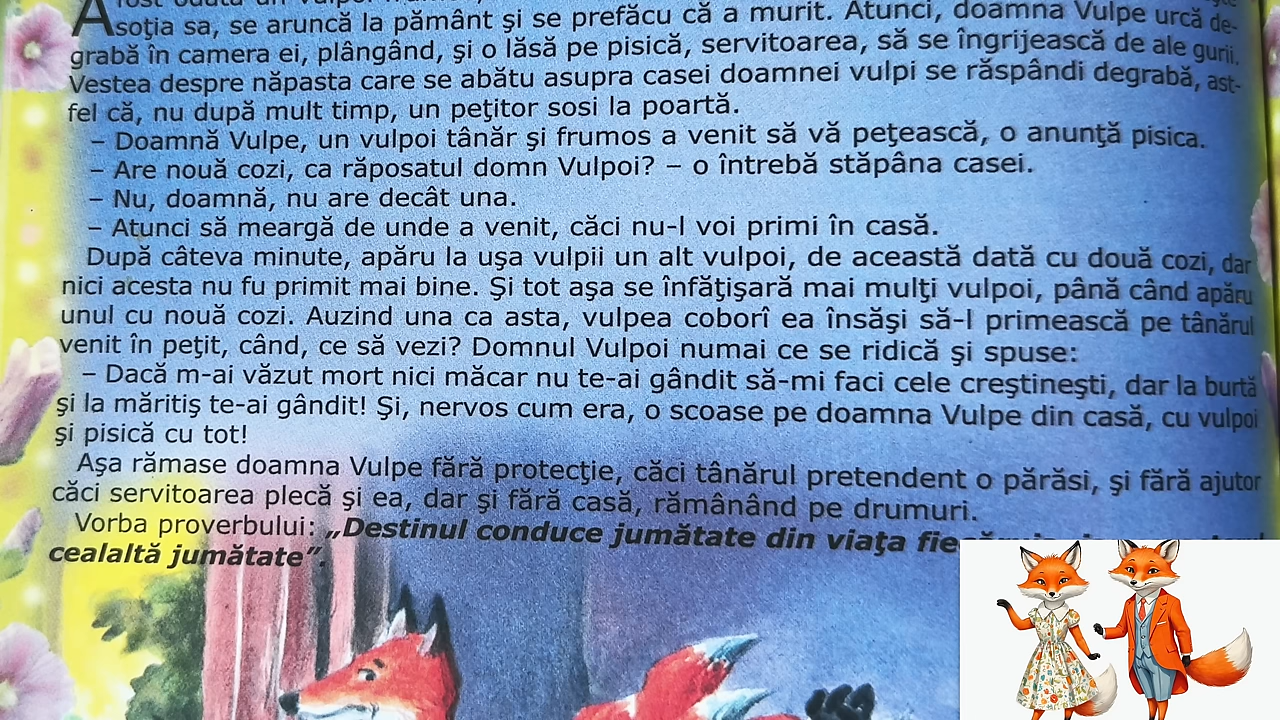 A
soţia sa, se aruncă la pământ şi se prefăcu că a murit. Atunci, doamna Vulpe urcă de-
grabă în camera ei, plângând, şi o lăsă pe pisică, servitoarea, să se îngrijească de ale gurii.
Vestea despre năpasta care se abătu asupra casei doamnei vulpi se răspândi degrabă, ast-
fel că, nu după mult timp, un peţitor sosi la poartă.
– Doamnă Vulpe, un vulpoi tânăr şi frumos a venit să vă peţească, o anunţă pisica.
– Are nouă cozi, ca răposatul domn Vulpoi? – o întrebă stăpâna casei.
– Nu, doamnă, nu are decât una.
– Atunci să meargă de unde a venit, căci nu-l voi primi în casă.
După câteva minute, apăru la uşa vulpii un alt vulpoi, de această dată cu două cozi, dar
nici acesta nu fu primit mai bine. Şi tot aşa se înfăţişară mai mulţi vulpoi, până când apăru
unul cu nouă cozi. Auzind una ca asta, vulpea coborî ea însăşi să-l primească pe tânărul
venit în peţit, când, ce să vezi? Domnul Vulpoi numai ce se ridică şi spuse:
– Dacă m-ai văzut mort nici măcar nu te-ai gândit să-mi faci cele creştineşti, dar la burtă
şi la măritiş te-ai gândit! Şi, nervos cum era, o scoase pe doamna Vulpe din casă, cu vulpoi
şi pisică cu tot!
Aşa rămase doamna Vulpe fără protecţie, căci tânărul pretendent o părăsi, şi fără ajutor
căci servitoarea plecă şi ea, dar şi fără casă, rămânând pe drumuri.
Vorba proverbului: „Destinul conduce jumătate din viaţa
cealaltă jumătate”.